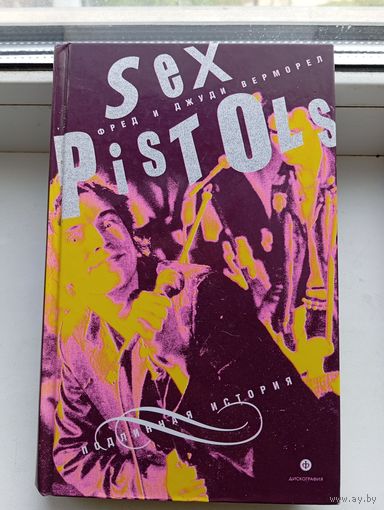 Sex
ФРЕД И ДЖУДИ ВЕРМОРЕЛ
PiSTOLS
ПОДЛИННАЯ ИСТОРИЯ
Ф
ДИСКОГРАФИЯ
www.ay.by